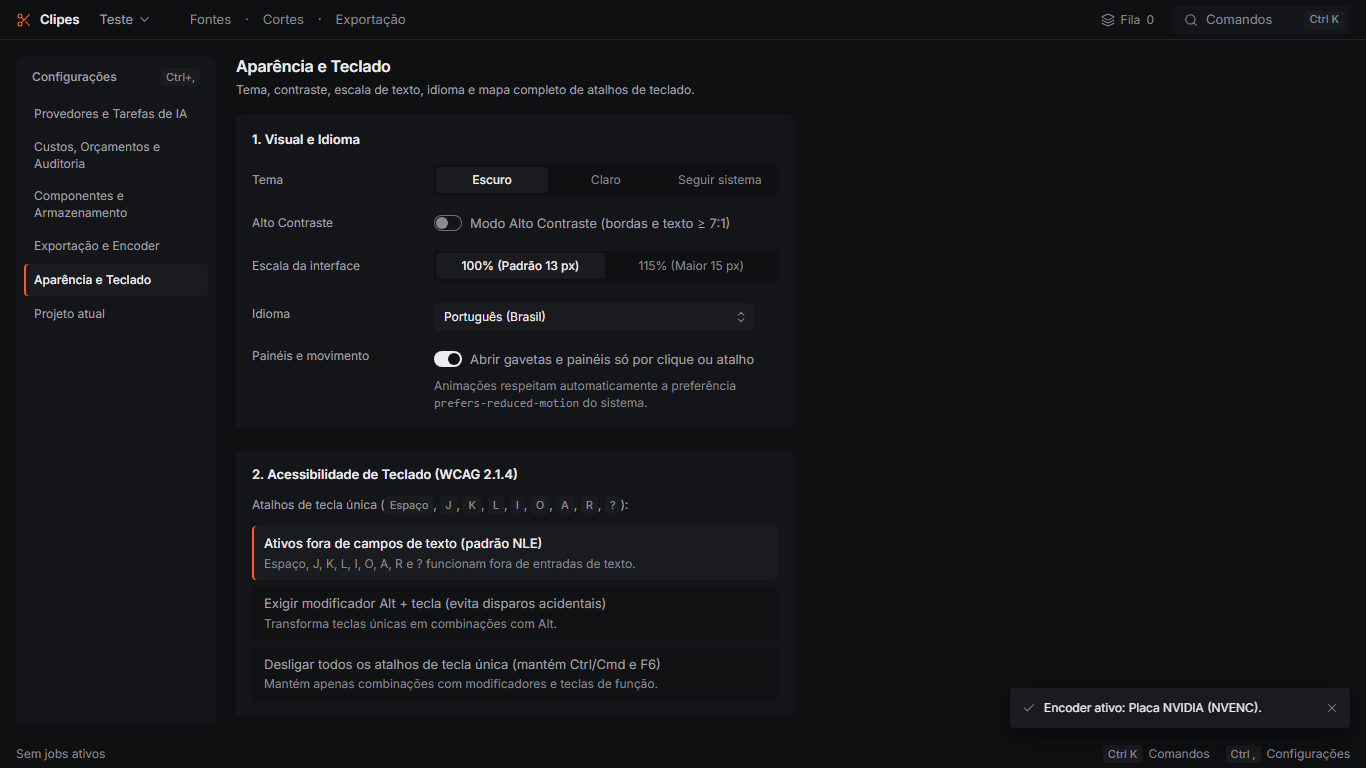 Clipes Teste Fontes · Cortes · Exportação Fila 0 Comandos Ctrl K
Configurações Ctrl+,
Provedores e Tarefas de IA
Custos, Orçamentos e
Auditoria
Componentes e
Armazenamento
Exportação e Encoder
Aparência e Teclado
Projeto atual
Aparência e Teclado
Tema, contraste, escala de texto, idioma e mapa completo de atalhos de teclado.
1. Visual e Idioma
Tema Escuro Claro Seguir sistema
Alto Contraste Modo Alto Contraste (bordas e texto ≥ 7:1)
Escala da interface 100% (Padrão 13 px) 115% (Maior 15 px)
Idioma Português (Brasil)
Painéis e movimento Abrir gavetas e painéis só por clique ou atalho
Animações respeitam automaticamente a preferência
prefers-reduced-motion do sistema.
2. Acessibilidade de Teclado (WCAG 2.1.4)
Atalhos de tecla única ( Espaço , J , K , L , I , O , A , R , ? ):
Ativos fora de campos de texto (padrão NLE)
Espaço, J, K, L, I, O, A, R e ? funcionam fora de entradas de texto.
Exigir modificador Alt + tecla (evita disparos acidentais)
Transforma teclas únicas em combinações com Alt.
Desligar todos os atalhos de tecla única (mantém Ctrl/Cmd e F6)
Mantém apenas combinações com modificadores e teclas de função.
Encoder ativo: Placa NVIDIA (NVENC).
Sem jobs ativos Ctrl K Comandos Ctrl , Configurações